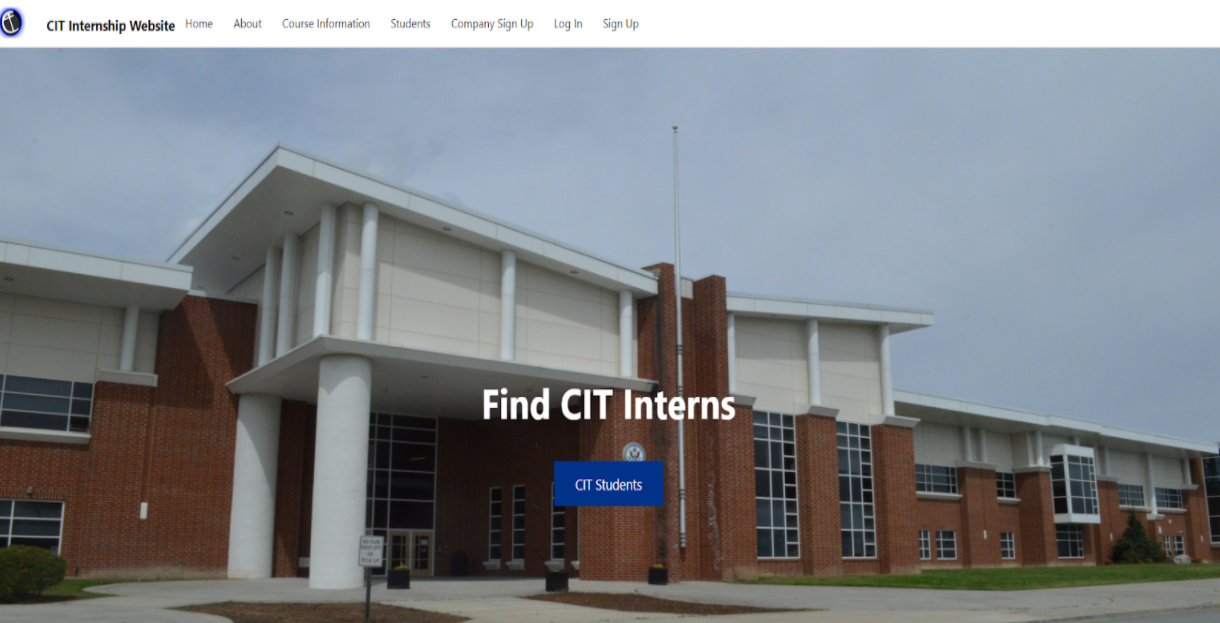 CIT Internship Website
Home
About
Course Information
Students
Company Sign Up
Log In
Sign Up
Find CIT Interns
CIT Students